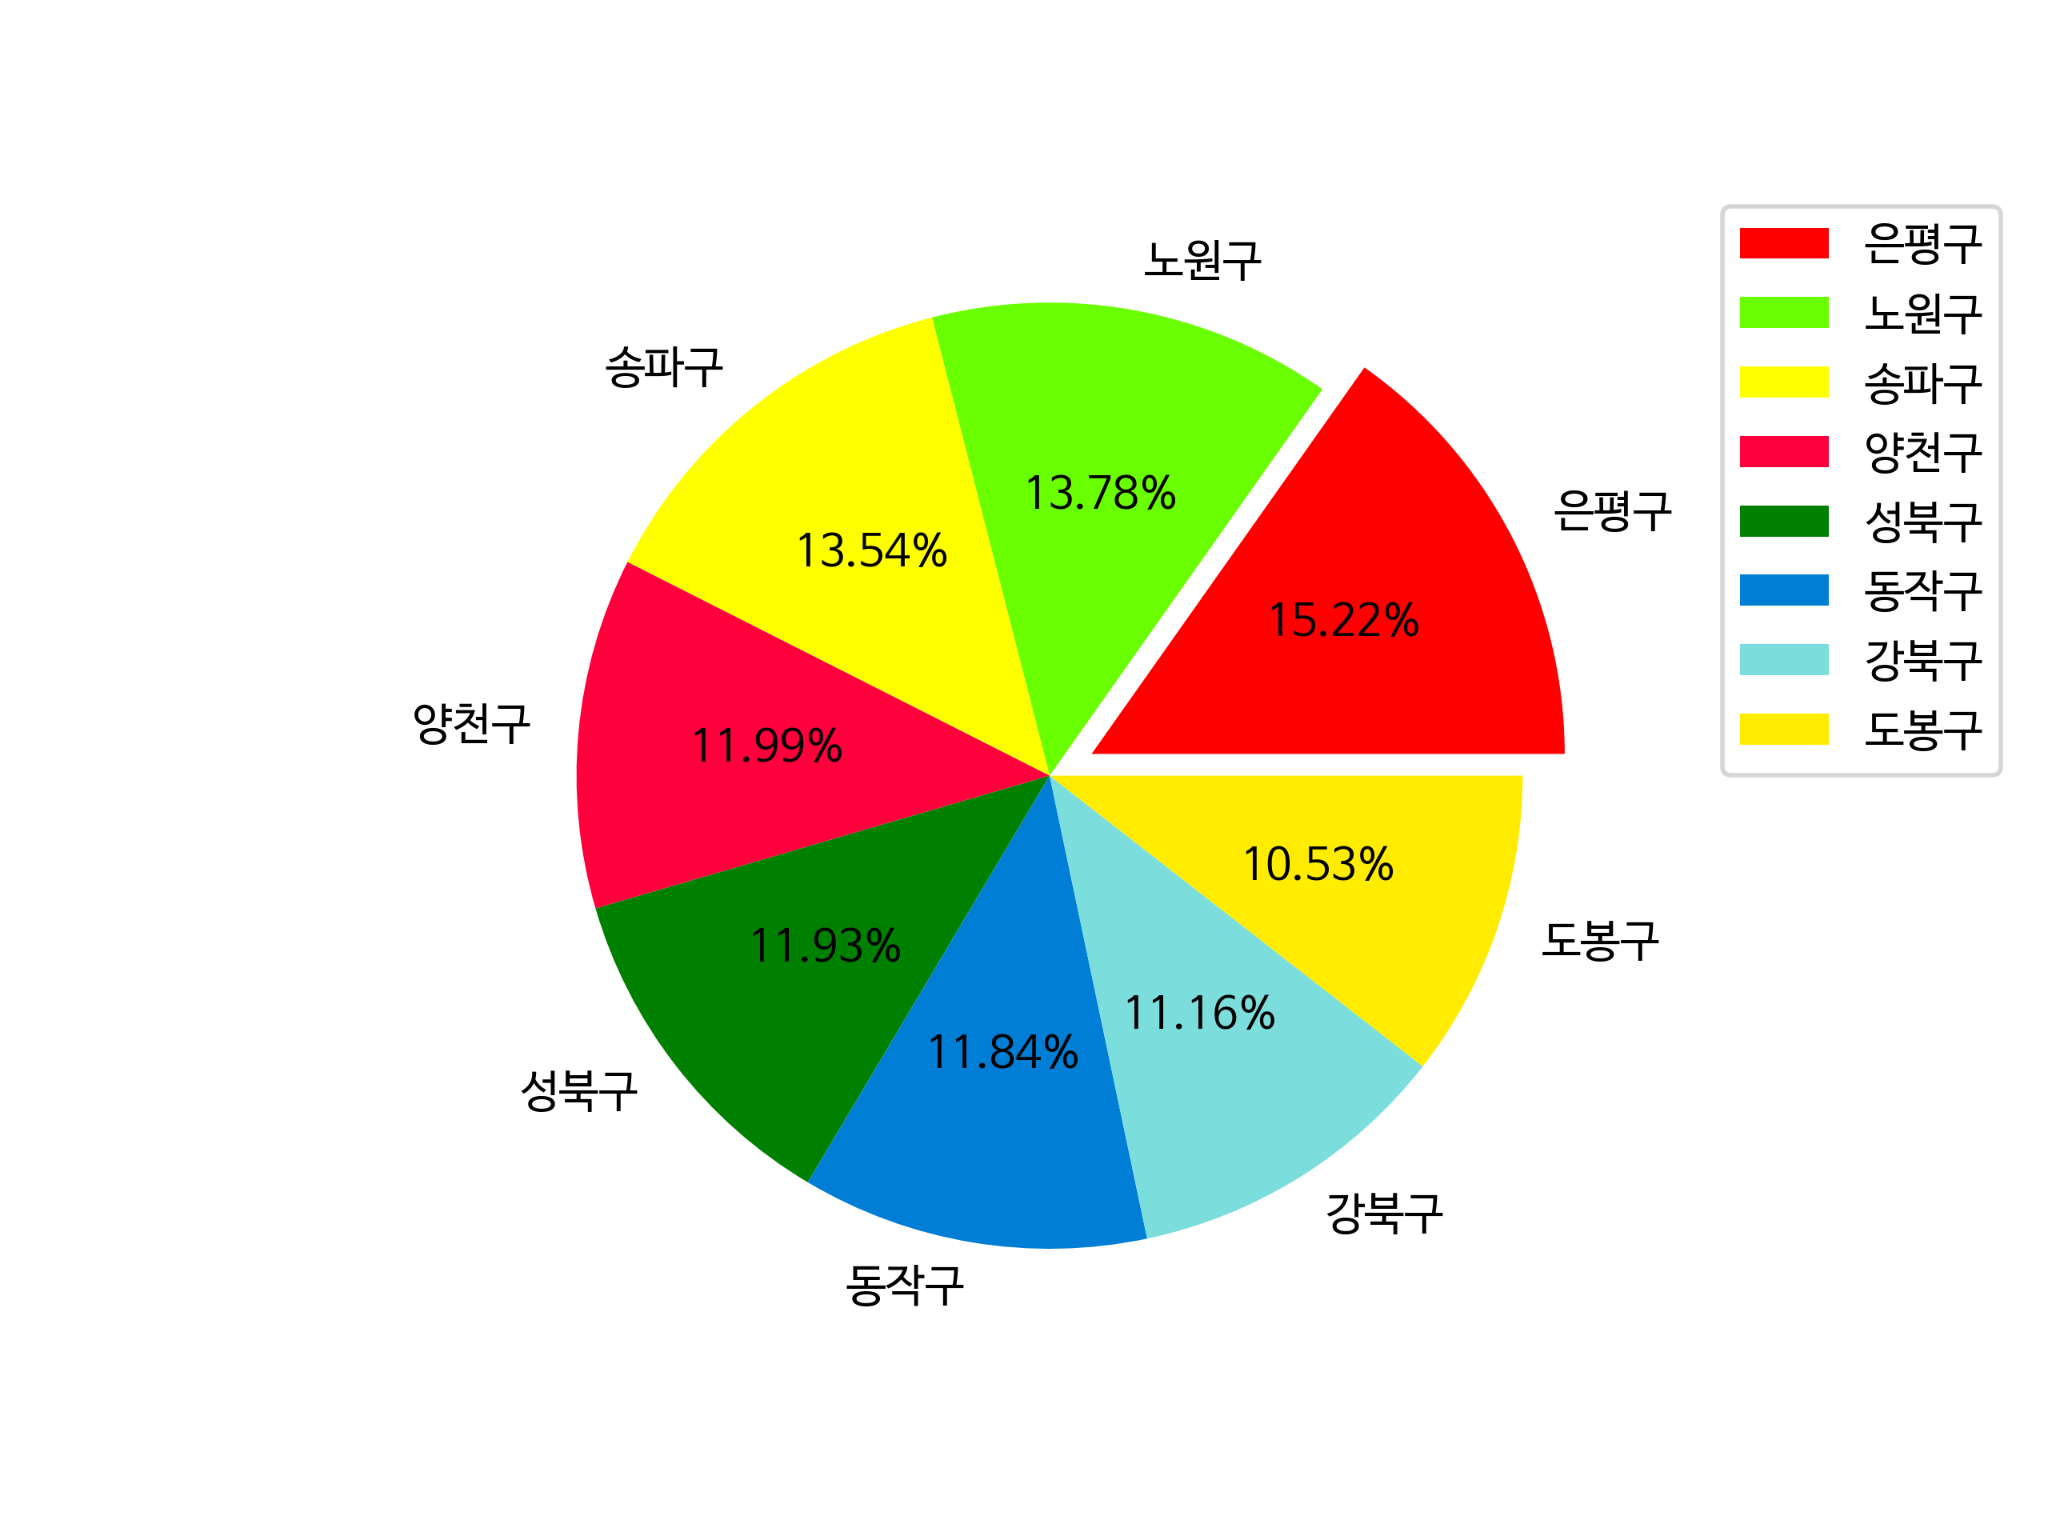 노원구
송파구
은평구
양천구
성북구
동작구
강북구
도봉구
13.78%
13.54%
15.22%
11.99%
11.93%
11.84%
11.16%
10.53%
은평구
노원구
송파구
양천구
성북구
동작구
강북구
도봉구